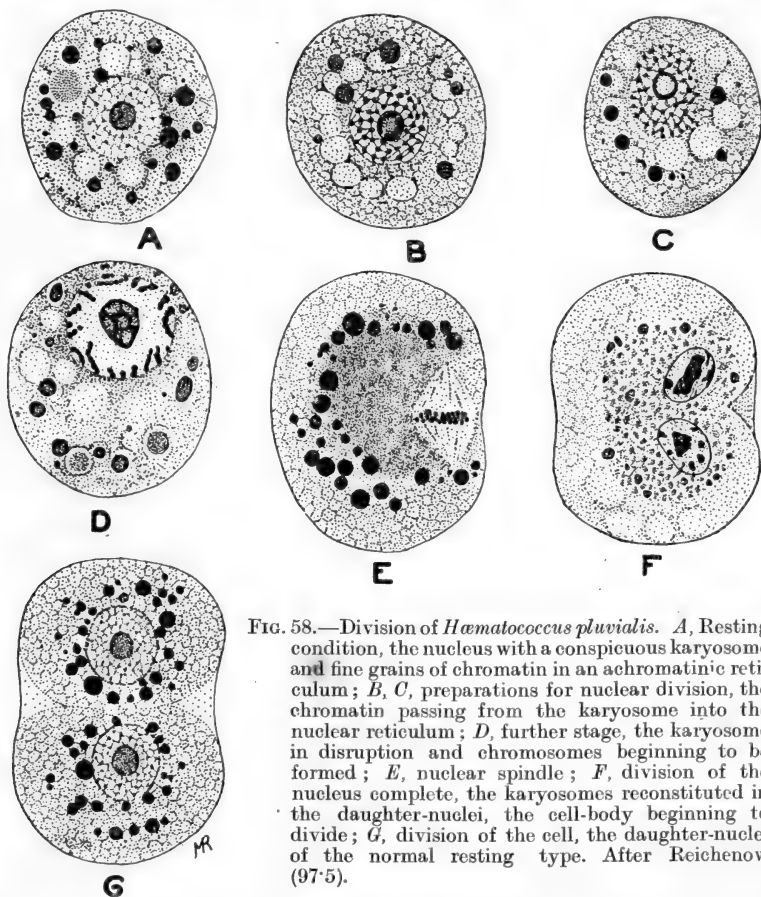 A
B
C
D
E
F
G
MR
FIG. 58.—Division of Hæmatococcus pluvialis. A, Resting
condition, the nucleus with a conspicuous karyosome
and fine grains of chromatin in an achromatinic reti
culum; B, C, preparations for nuclear division, the
chromatin passing from the karyosome into the
nuclear reticulum; D, further stage, the karyosome
in disruption and chromosomes beginning to be
formed; E, nuclear spindle; F, division of the
nucleus complete, the karyosomes reconstituted in
the daughter-nuclei, the cell-body beginning to
divide; G, division of the cell, the daughter-nuclei
of the normal resting type. After Reichenow
(97·5).